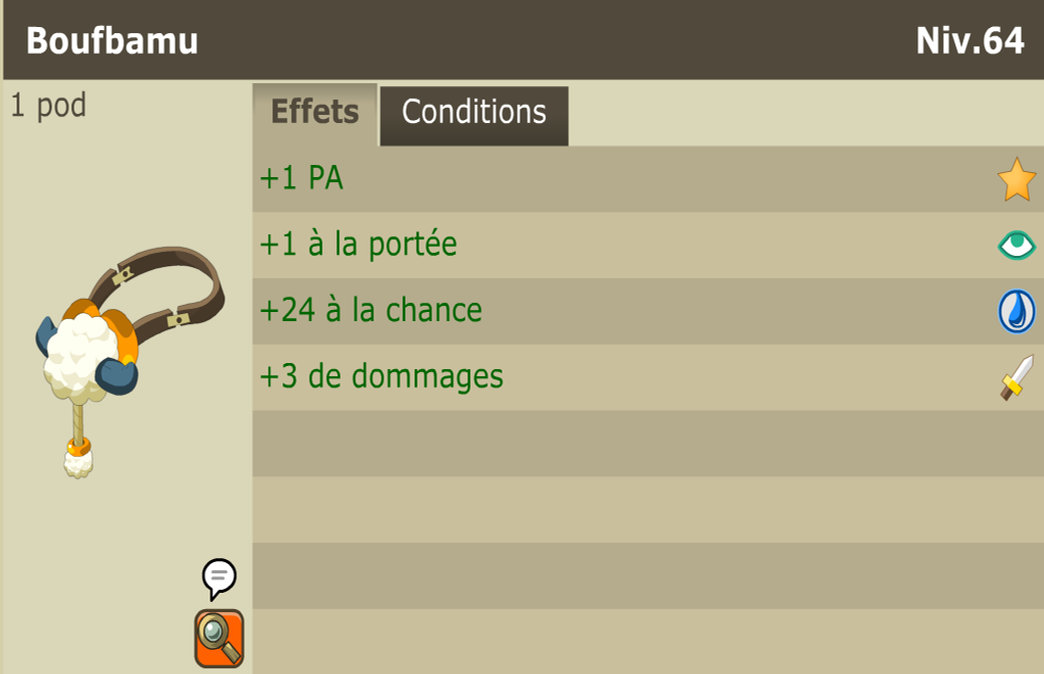 Boufbamu
Niv.64
1 pod
Effets
Conditions
+1 PA
+1 à la portée
+24 à la chance
+3 de dommages